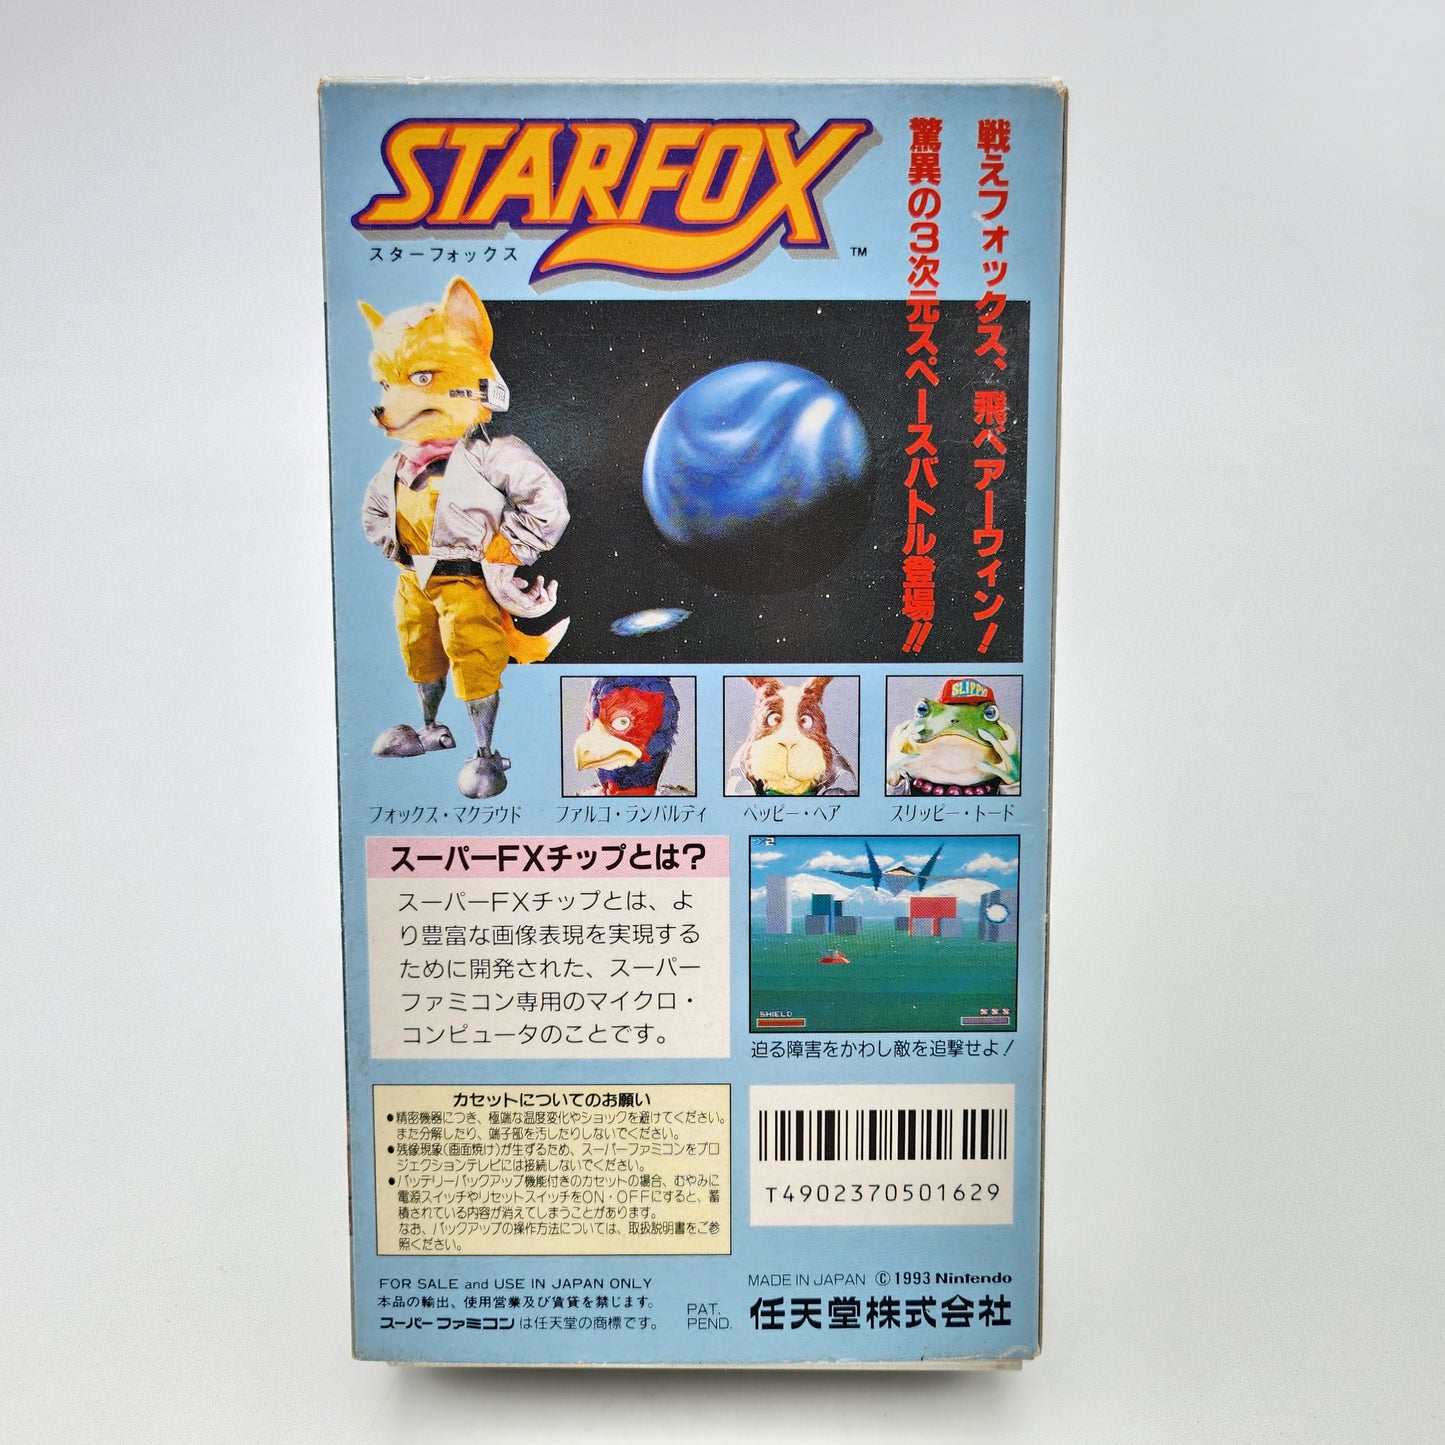 STARFOX
TM
スターフォックス
戦えフォックス、飛べアーウィン!
驚異の3次元スペースバトル登場!!
SLIPPY
フォックス・マクラウド
ファルコ・ランバルディ
ペッピー・ヘア
スリッピー・トード
スーパーFXチップとは?
スーパーFXチップとは、よ
り豊富な画像表現を実現する
ために開発された、スーパー
ファミコン専用のマイクロ・
コンピュータのことです。
X2
SHIELD
迫る障害をかわし敵を追撃せよ!
カセットについてのお願い
●精密機器につき、極端な温度変化やショックを避けてください。
また分解したり、端子部を汚したりしないでください。
●残像現象(画面焼け)が生ずるため、スーパーファミコンをプロ
ジェクションテレビには接続しないでください。
●バッテリーバックアップ機能付きのカセットの場合、むやみに
電源スイッチやリセットスイッチをON・OFFにすると、蓄
積されている内容が消えてしまうことがあります。
なお、バックアップの操作方法については、取扱説明書をご参
照ください。
T4902370501629
FOR SALE and USE IN JAPAN ONLY
本品の輸出、使用営業及び賃貸を禁じます。
スーパーファミコンは任天堂の商標です。
PAT.
PEND.
MADE IN JAPAN ©1993 Nintendo
任天堂株式会社